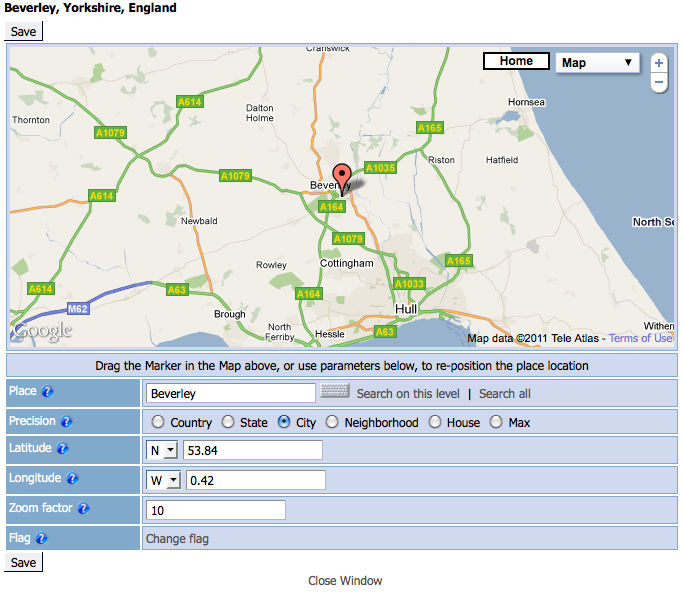 Beverley, Yorkshire, England
Save
Cranswick
Home
Map
+
A614
Hornsea
Dalton
Holme
Thornton
A1079
A165
−
Riston
Hatfield
A1035
A1079
Beverley
A614
A164
Newbald
North Se
A1079
Rowley
Cottingham
A165
A614
A63
A164
A1033
M62
Brough
Hull
North
Ferriby
Hessle
A63
Withern
Google
Map data ©2011 Tele Atlas - Terms of Use
Drag the Marker in the Map above, or use parameters below, to re-position the place location
Place ? Beverley Search on this level | Search all
Precision ? Country State City Neighborhood House Max
Latitude ? N 53.84
Longitude ? W 0.42
Zoom factor ? 10
Flag ? Change flag
Save
Close Window